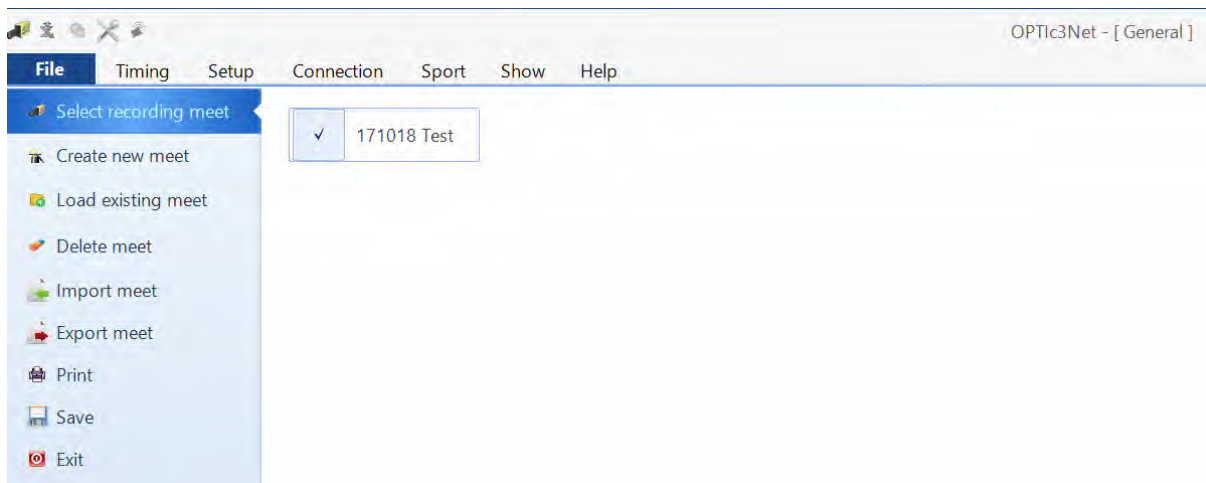 OPTIc3Net - [ General ]
File Timing Setup Connection Sport Show Help
Select recording meet
171018 Test
Create new meet
Load existing meet
Delete meet
Import meet
Export meet
Print
Save
Exit